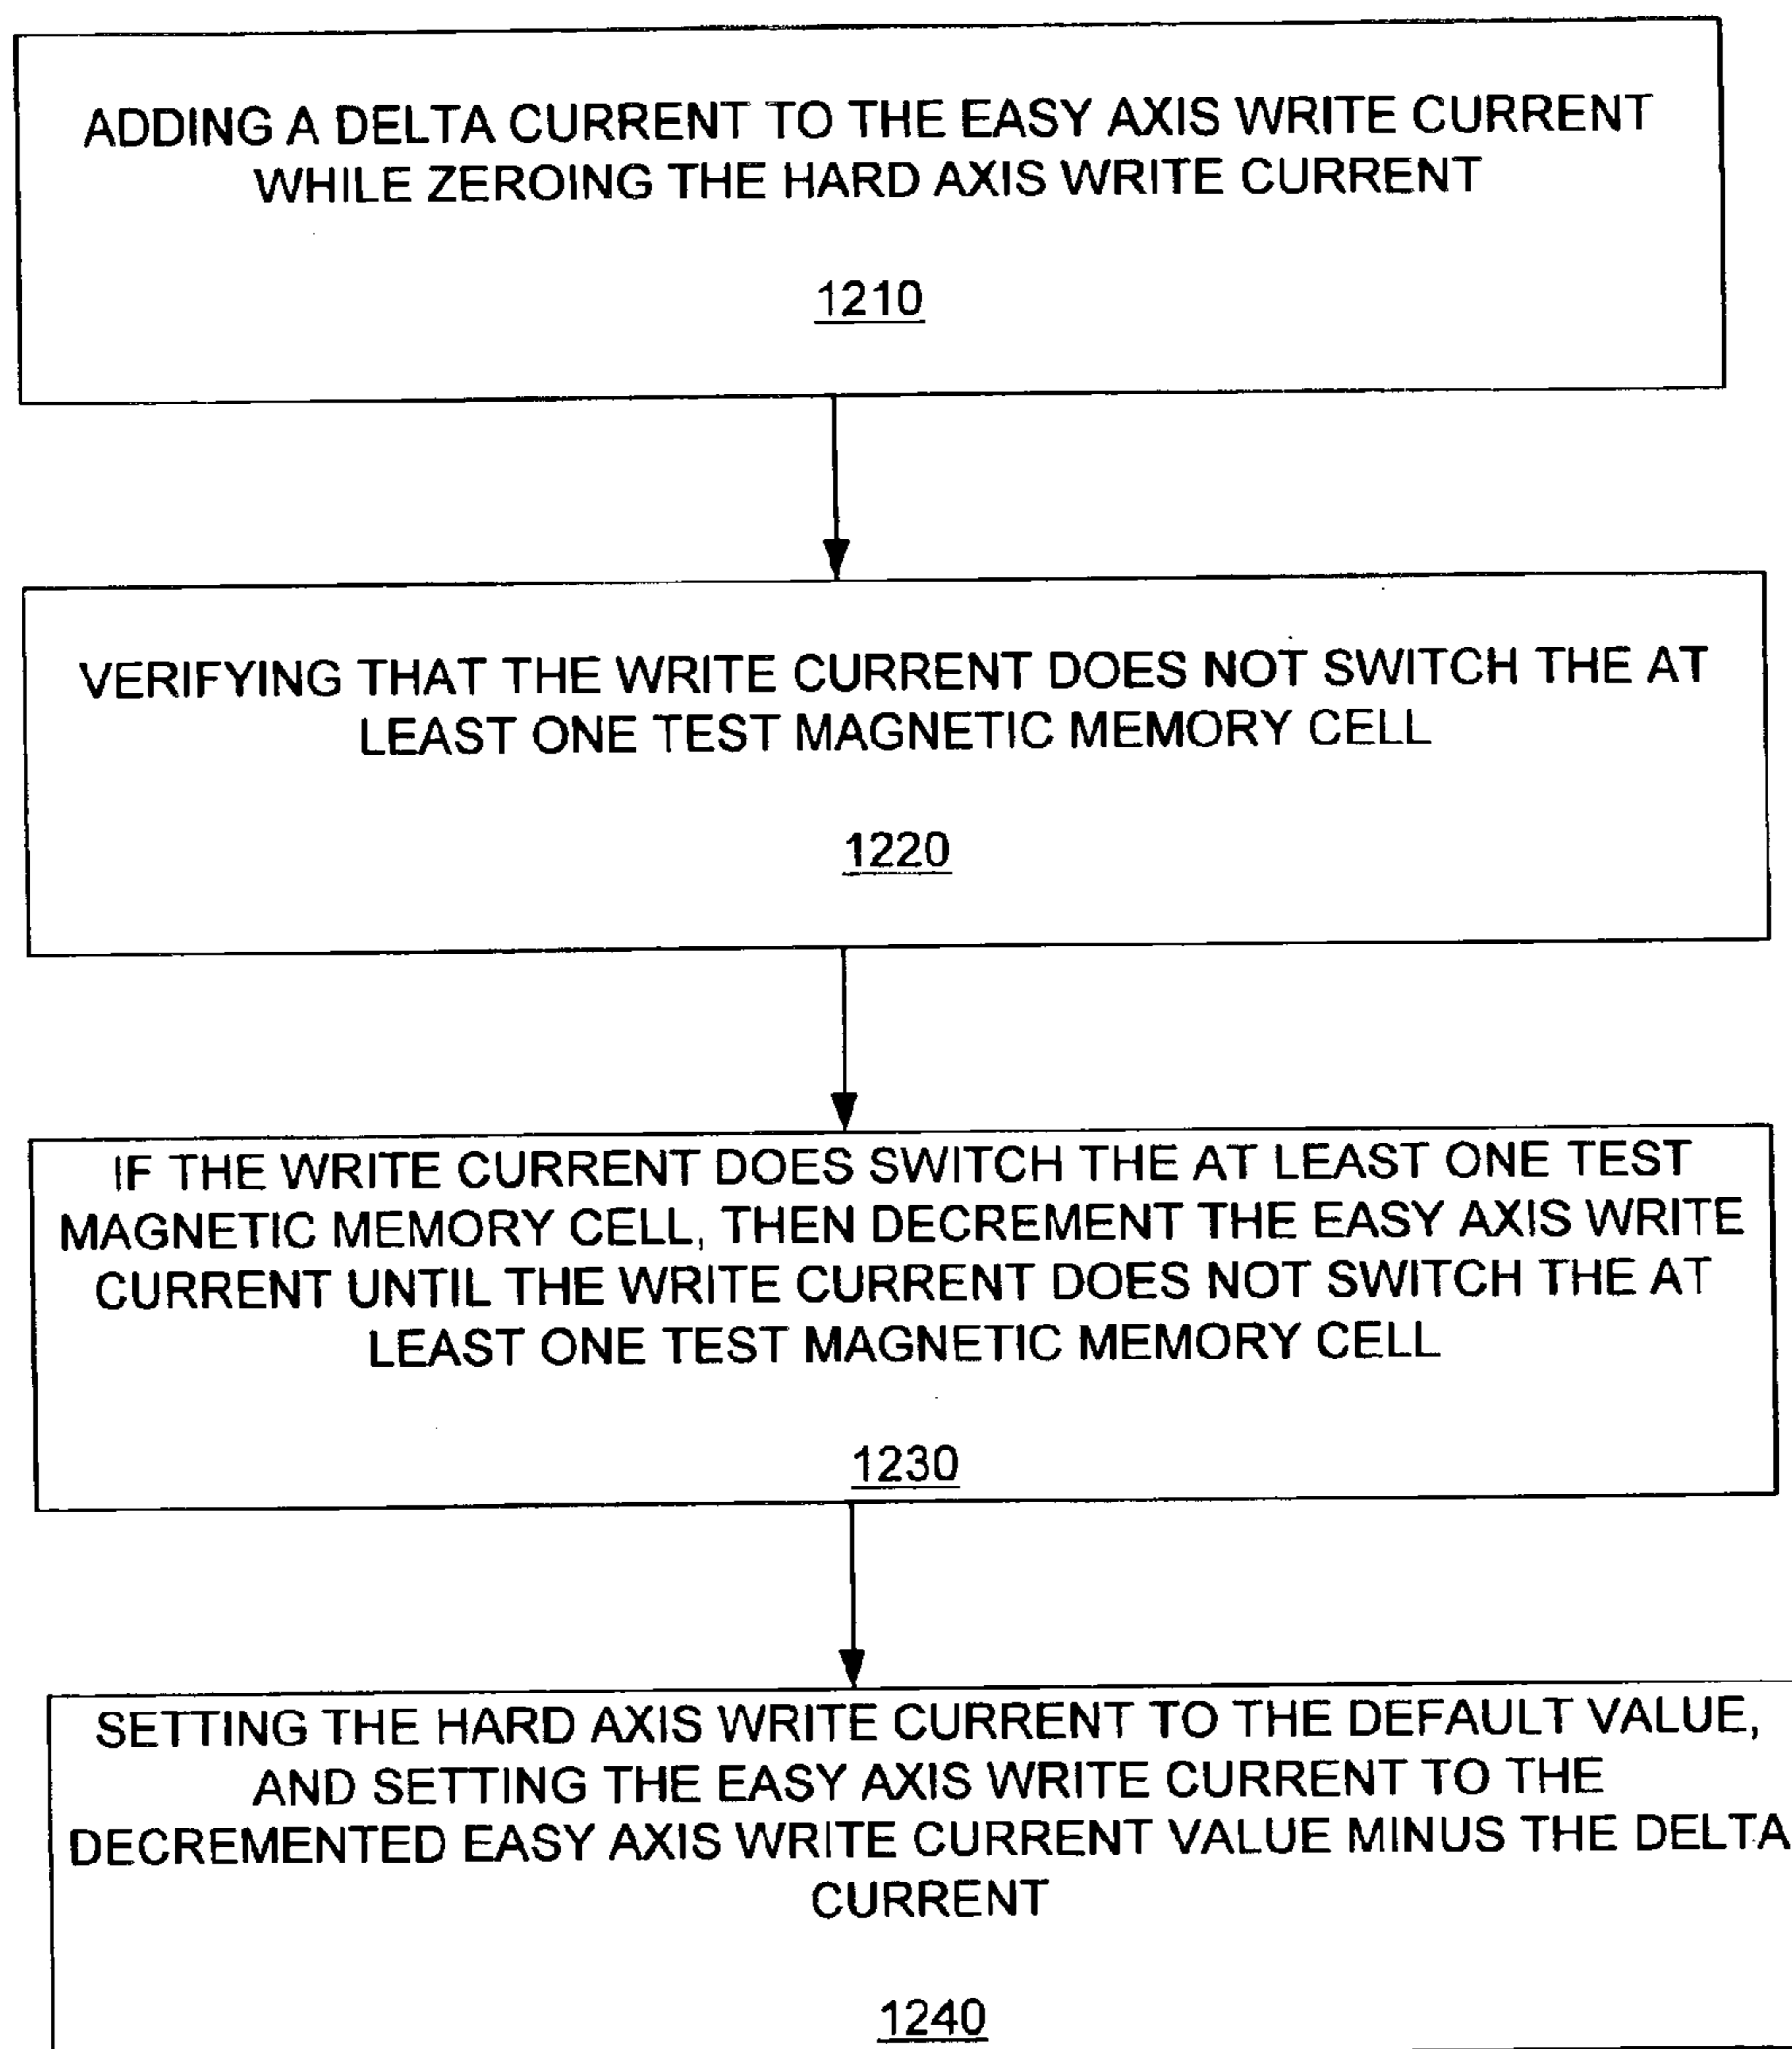 ADDING A DELTA CURRENT TO THE EASY AXIS WRITE CURRENT
WHILE ZEROING THE HARD AXIS WRITE CURRENT
1210
VERIFYING THAT THE WRITE CURRENT DOES NOT SWITCH THE AT
LEAST ONE TEST MAGNETIC MEMORY CELL
1220
IF THE WRITE CURRENT DOES SWITCH THE AT LEAST ONE TEST
MAGNETIC MEMORY CELL, THEN DECREMENT THE EASY AXIS WRITE
CURRENT UNTIL THE WRITE CURRENT DOES NOT SWITCH THE AT
LEAST ONE TEST MAGNETIC MEMORY CELL
1230
SETTING THE HARD AXIS WRITE CURRENT TO THE DEFAULT VALUE,
AND SETTING THE EASY AXIS WRITE CURRENT TO THE
DECREMENTED EASY AXIS WRITE CURRENT VALUE MINUS THE DELTA
CURRENT
1240